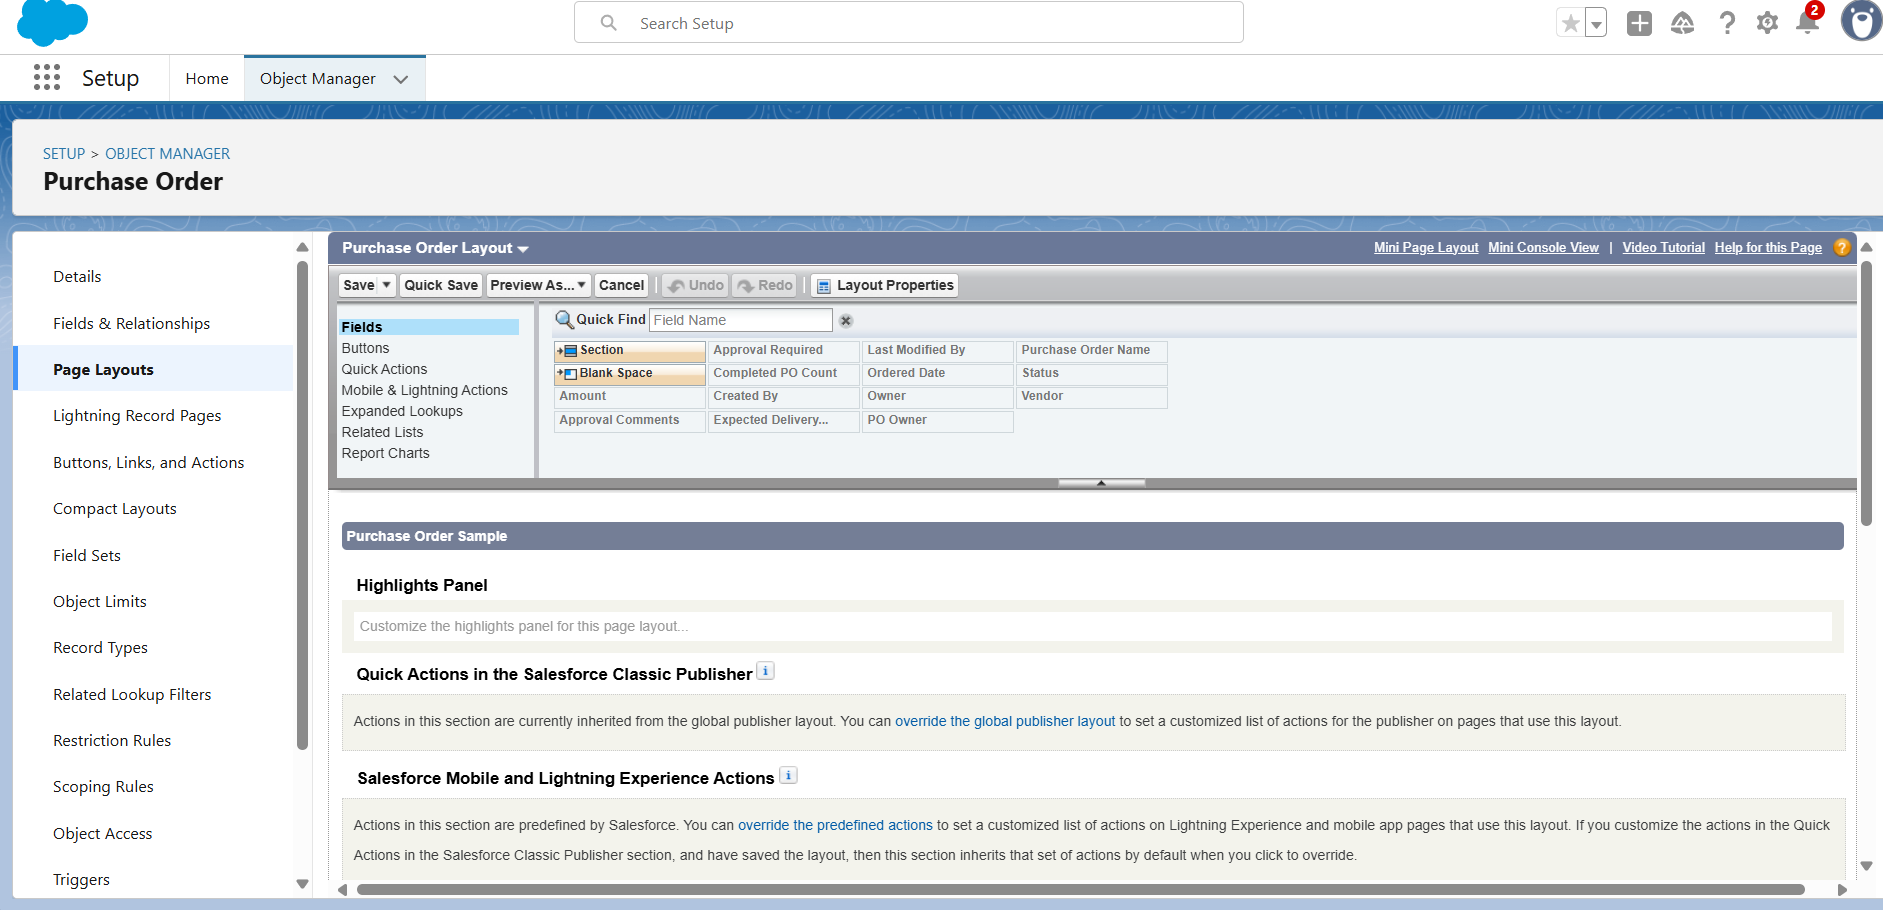 Search Setup
2
Setup
Home
Object Manager
SETUP > OBJECT MANAGER
Purchase Order
Details
Fields & Relationships
Page Layouts
Lightning Record Pages
Buttons, Links, and Actions
Compact Layouts
Field Sets
Object Limits
Record Types
Related Lookup Filters
Restriction Rules
Scoping Rules
Object Access
Triggers
Purchase Order Layout
Mini Page Layout Mini Console View | Video Tutorial Help for this Page ?
Save Quick Save Preview As... Cancel Undo Redo Layout Properties
Fields
Buttons
Quick Actions
Mobile & Lightning Actions
Expanded Lookups
Related Lists
Report Charts
Quick Find Field Name
Section Approval Required Last Modified By Purchase Order Name
Blank Space Completed PO Count Ordered Date Status
Amount Created By Owner Vendor
Approval Comments Expected Delivery... PO Owner
Purchase Order Sample
Highlights Panel
Customize the highlights panel for this page layout...
Quick Actions in the Salesforce Classic Publisher i
Actions in this section are currently inherited from the global publisher layout. You can override the global publisher layout to set a customized list of actions for the publisher on pages that use this layout.
Salesforce Mobile and Lightning Experience Actions i
Actions in this section are predefined by Salesforce. You can override the predefined actions to set a customized list of actions on Lightning Experience and mobile app pages that use this layout. If you customize the actions in the Quick
Actions in the Salesforce Classic Publisher section, and have saved the layout, then this section inherits that set of actions by default when you click to override.